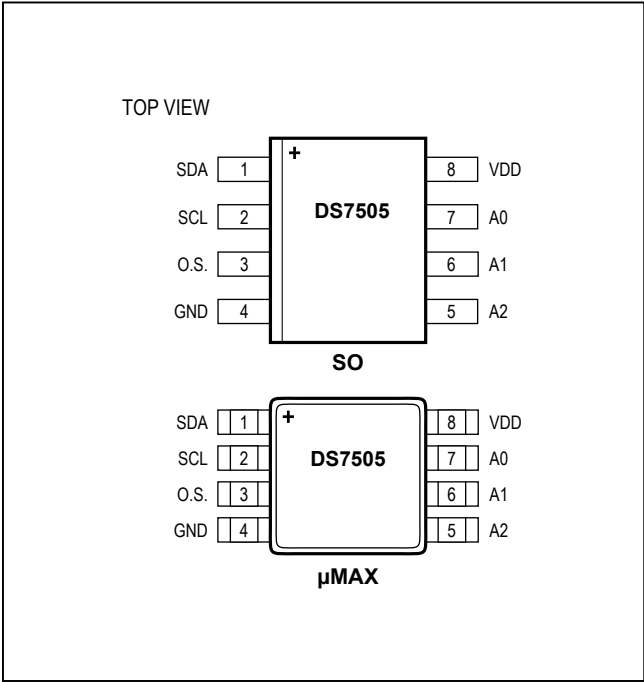 TOP VIEW
+
SDA 1 8 VDD
SCL 2 DS7505 7 A0
O.S. 3 6 A1
GND 4 5 A2
SO
+
SDA 1 8 VDD
SCL 2 DS7505 7 A0
O.S. 3 6 A1
GND 4 5 A2
µMAX